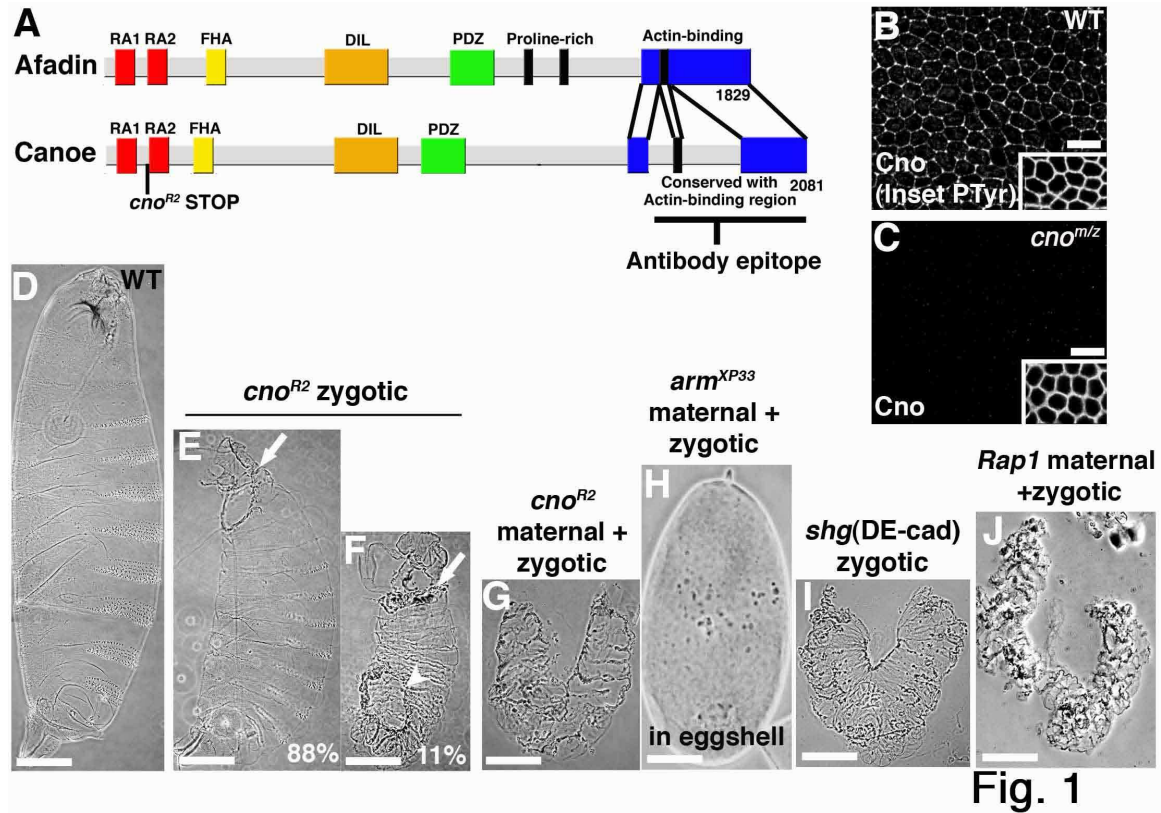 A
RA1 RA2 FHA DIL PDZ Proline-rich Actin-binding
Afadin
1829
RA1 RA2 FHA DIL PDZ
Canoe
2081
Conserved with
Actin-binding region
cnoR2 STOP
Antibody epitope
B WT
Cno
(Inset PTyr)
C cnom/z
Cno
D WT
cnoR2 zygotic
E
88%
F
11%
cnoR2
maternal +
zygotic
G
armXP33
maternal +
zygotic
H
in eggshell
shg(DE-cad)
zygotic
I
Rap1 maternal
+zygotic
J
Fig. 1